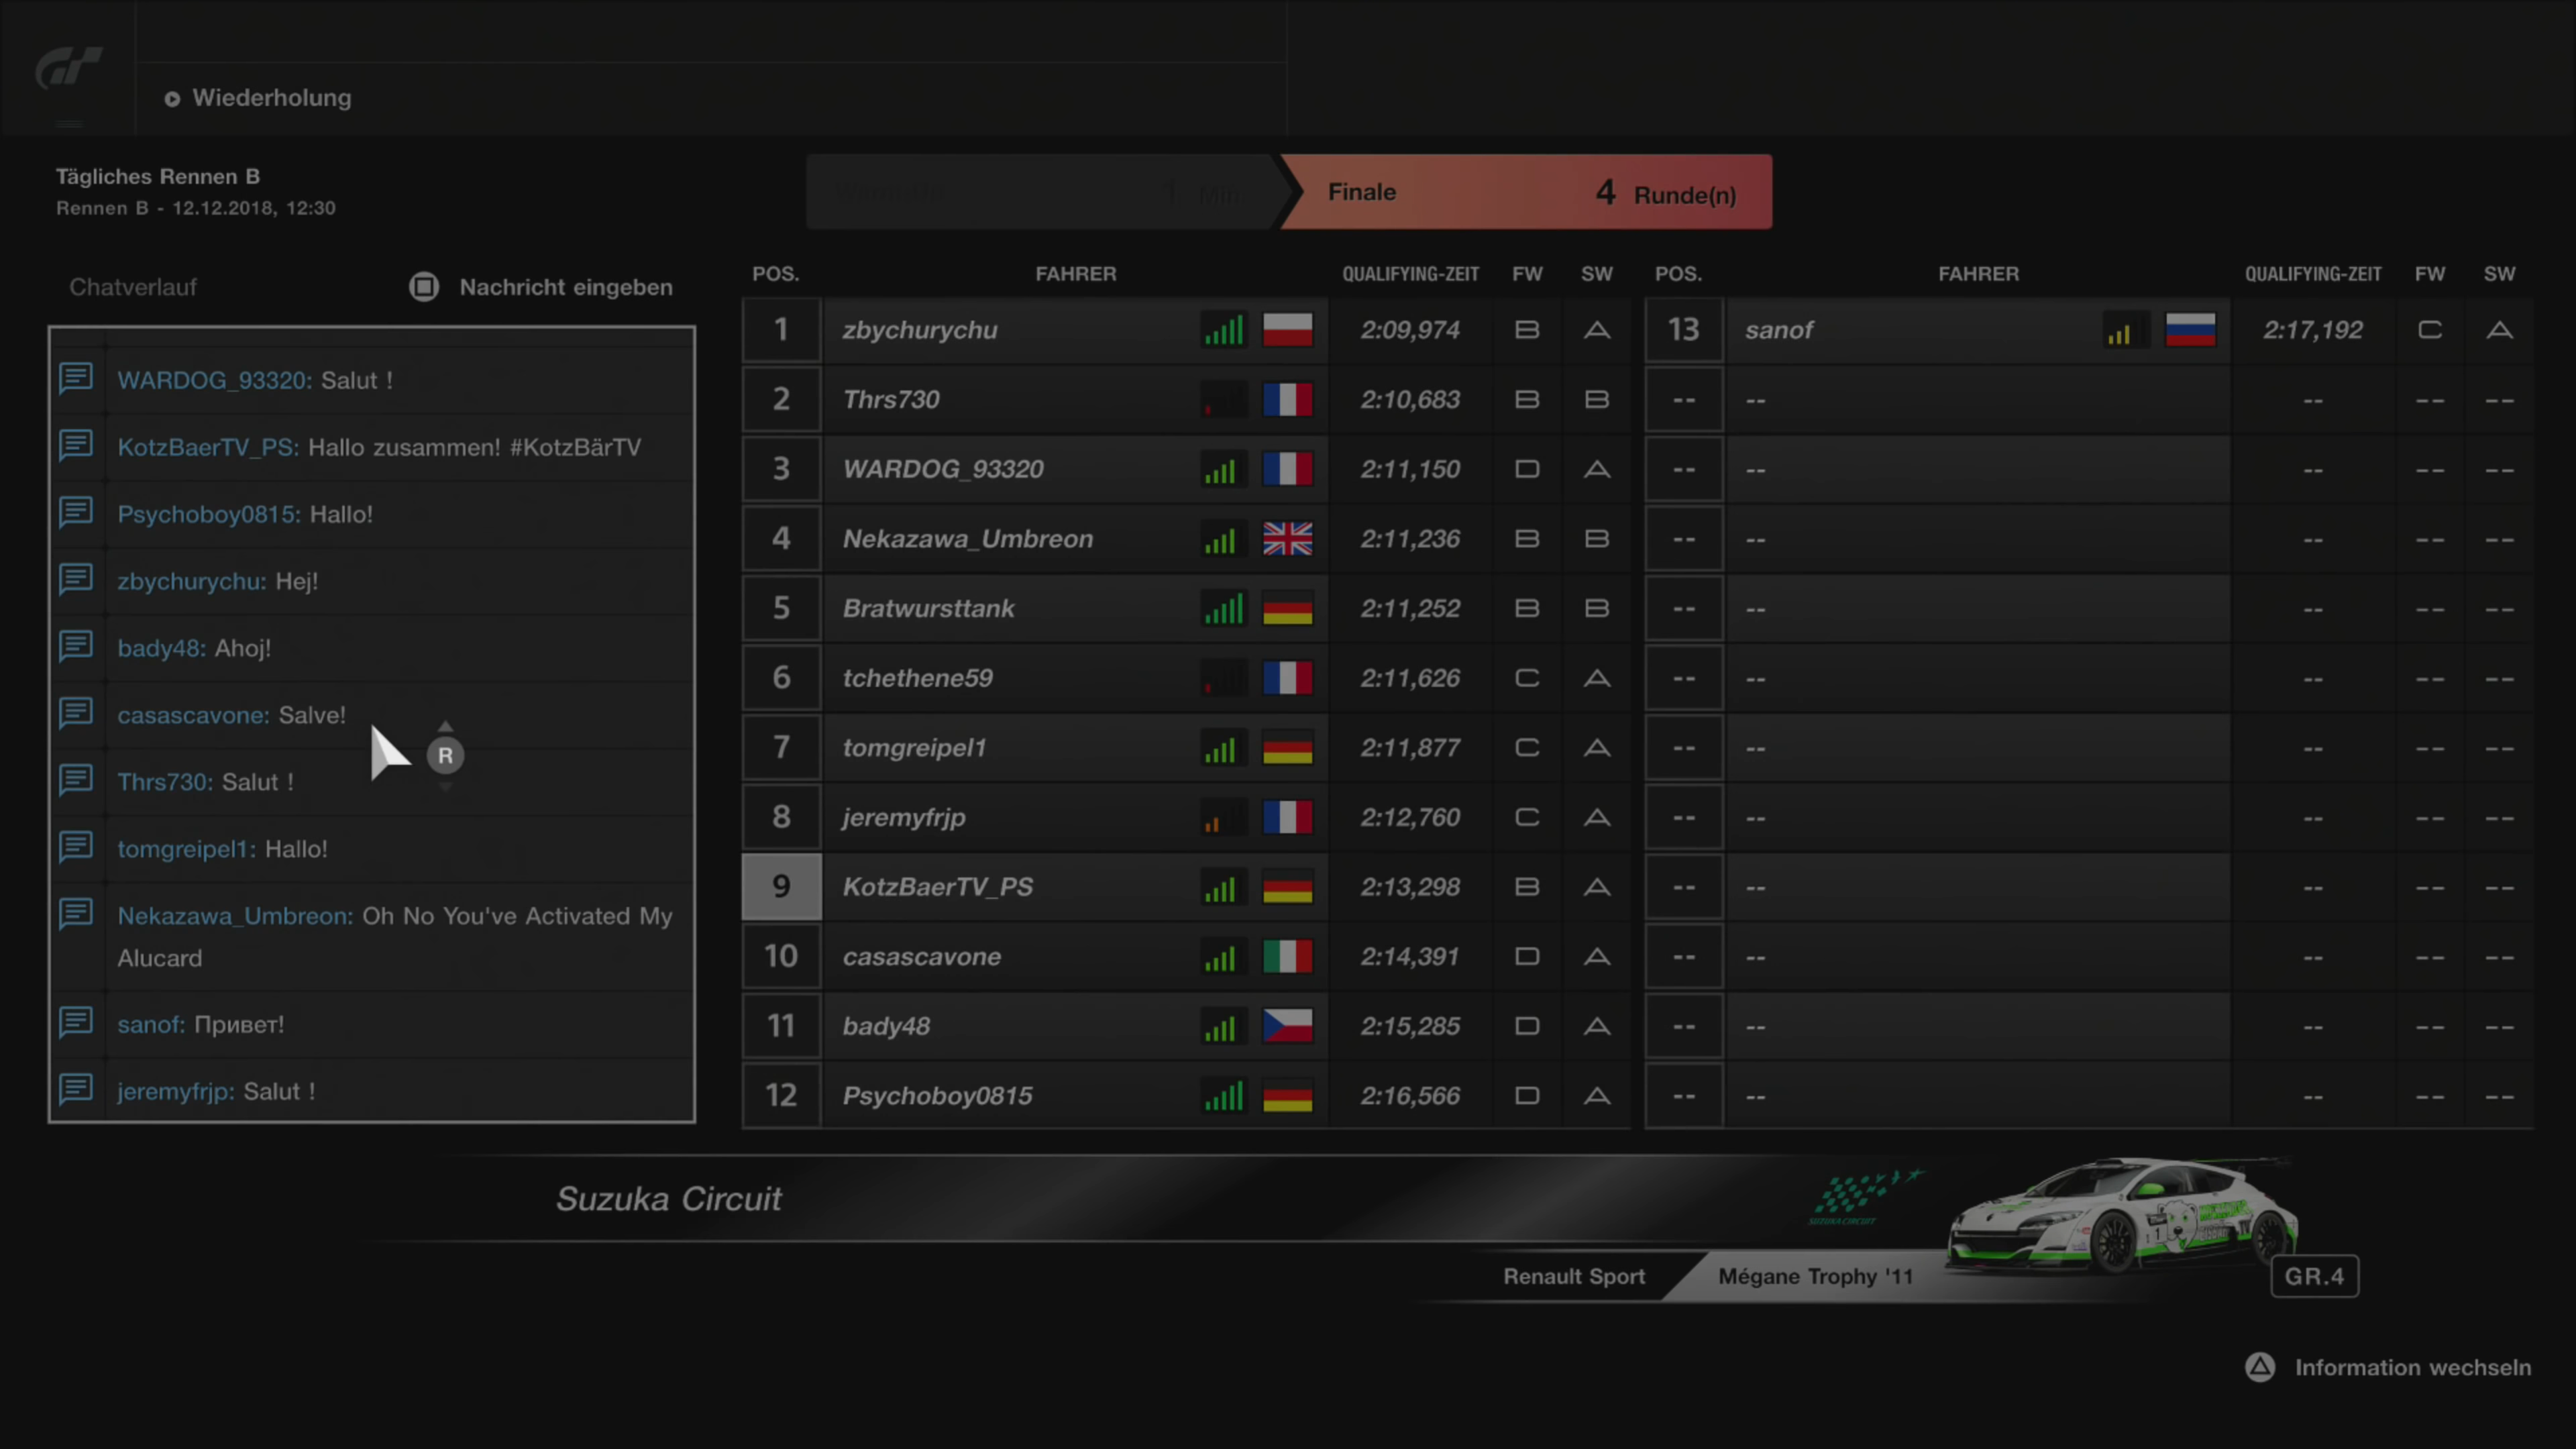 Wiederholung
Tägliches Rennen B
Rennen B - 12.12.2018, 12:30
1 Min.
Finale 4 Runde(n)
Chatverlauf Nachricht eingeben
WARDOG_93320: Salut !
KotzBaerTV_PS: Hallo zusammen! #KotzBärTV
Psychoboy0815: Hallo!
zbychurychu: Hej!
bady48: Ahoj!
casascavone: Salve!
R
Thrs730: Salut !
tomgreipel1: Hallo!
Nekazawa_Umbreon: Oh No You've Activated My
Alucard
sanof: Привет!
jeremyfrjp: Salut !
POS. FAHRER QUALIFYING-ZEIT FW SW
1 zbychurychu 2:09,974 B A
2 Thrs730 2:10,683 B B
3 WARDOG_93320 2:11,150 D A
4 Nekazawa_Umbreon 2:11,236 B B
5 Bratwursttank 2:11,252 B B
6 tchethene59 2:11,626 C A
7 tomgreipel1 2:11,877 C A
8 jeremyfrjp 2:12,760 C A
9 KotzBaerTV_PS 2:13,298 B A
10 casascavone 2:14,391 D A
11 bady48 2:15,285 D A
12 Psychoboy0815 2:16,566 D A
POS. FAHRER QUALIFYING-ZEIT FW SW
13 sanof 2:17,192 C A
-- -- -- -- --
-- -- -- -- --
-- -- -- -- --
-- -- -- -- --
-- -- -- -- --
-- -- -- -- --
-- -- -- -- --
-- -- -- -- --
-- -- -- -- --
-- -- -- -- --
-- -- -- -- --
Suzuka Circuit
SUZUKA CIRCUIT
Renault Sport Mégane Trophy '11
GR.4
Information wechseln